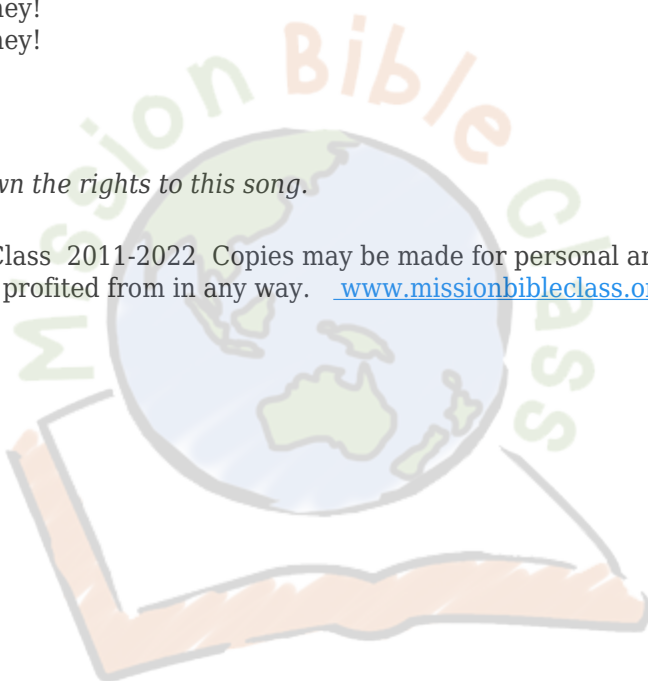 ney!
ney!
wn the rights to this song.
Class 2011-2022 Copies may be made for personal an
profited from in any way. www.missionbibleclass.or
Mission Bible Class